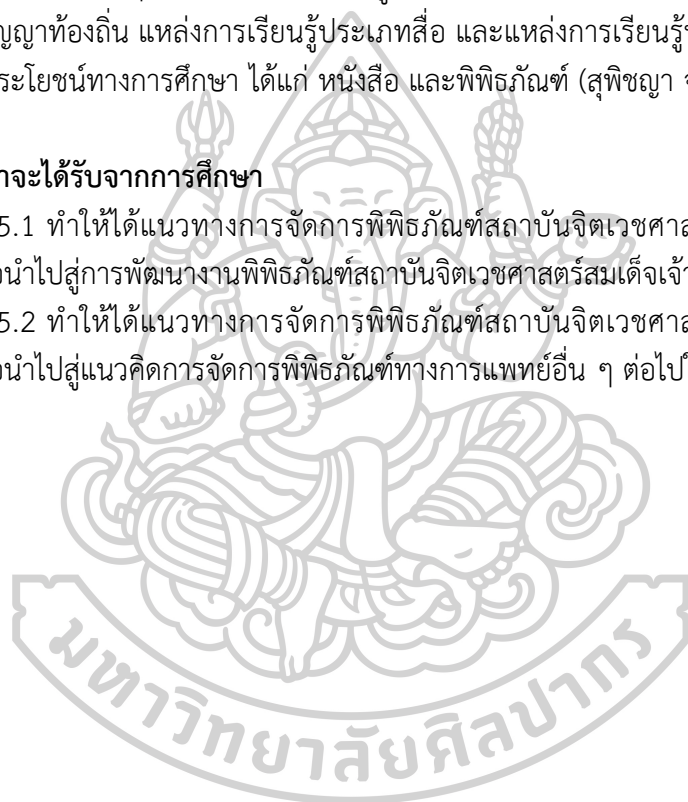 ญญาท้องถิ่น แหล่งการเรียนรู้ประเภทสื่อ และแหล่งการเรียนรู้
ระโยชน์ทางการศึกษา ได้แก่ หนังสือ และพิพิธภัณฑ์ (สุพิชญา
าจะได้รับจากการศึกษา
5.1 ทำให้ได้แนวทางการจัดการพิพิธภัณฑ์สถาบันจิตเวชศาส
นำไปสู่การพัฒนางานพิพิธภัณฑ์สถาบันจิตเวชศาสตร์สมเด็จเจ้า
5.2 ทำให้ได้แนวทางการจัดการพิพิธภัณฑ์สถาบันจิตเวชศาส
นำไปสู่แนวคิดการจัดการพิพิธภัณฑ์ทางการแพทย์อื่น ๆ ต่อไป
มหาวิทยาลัยศิลปากร